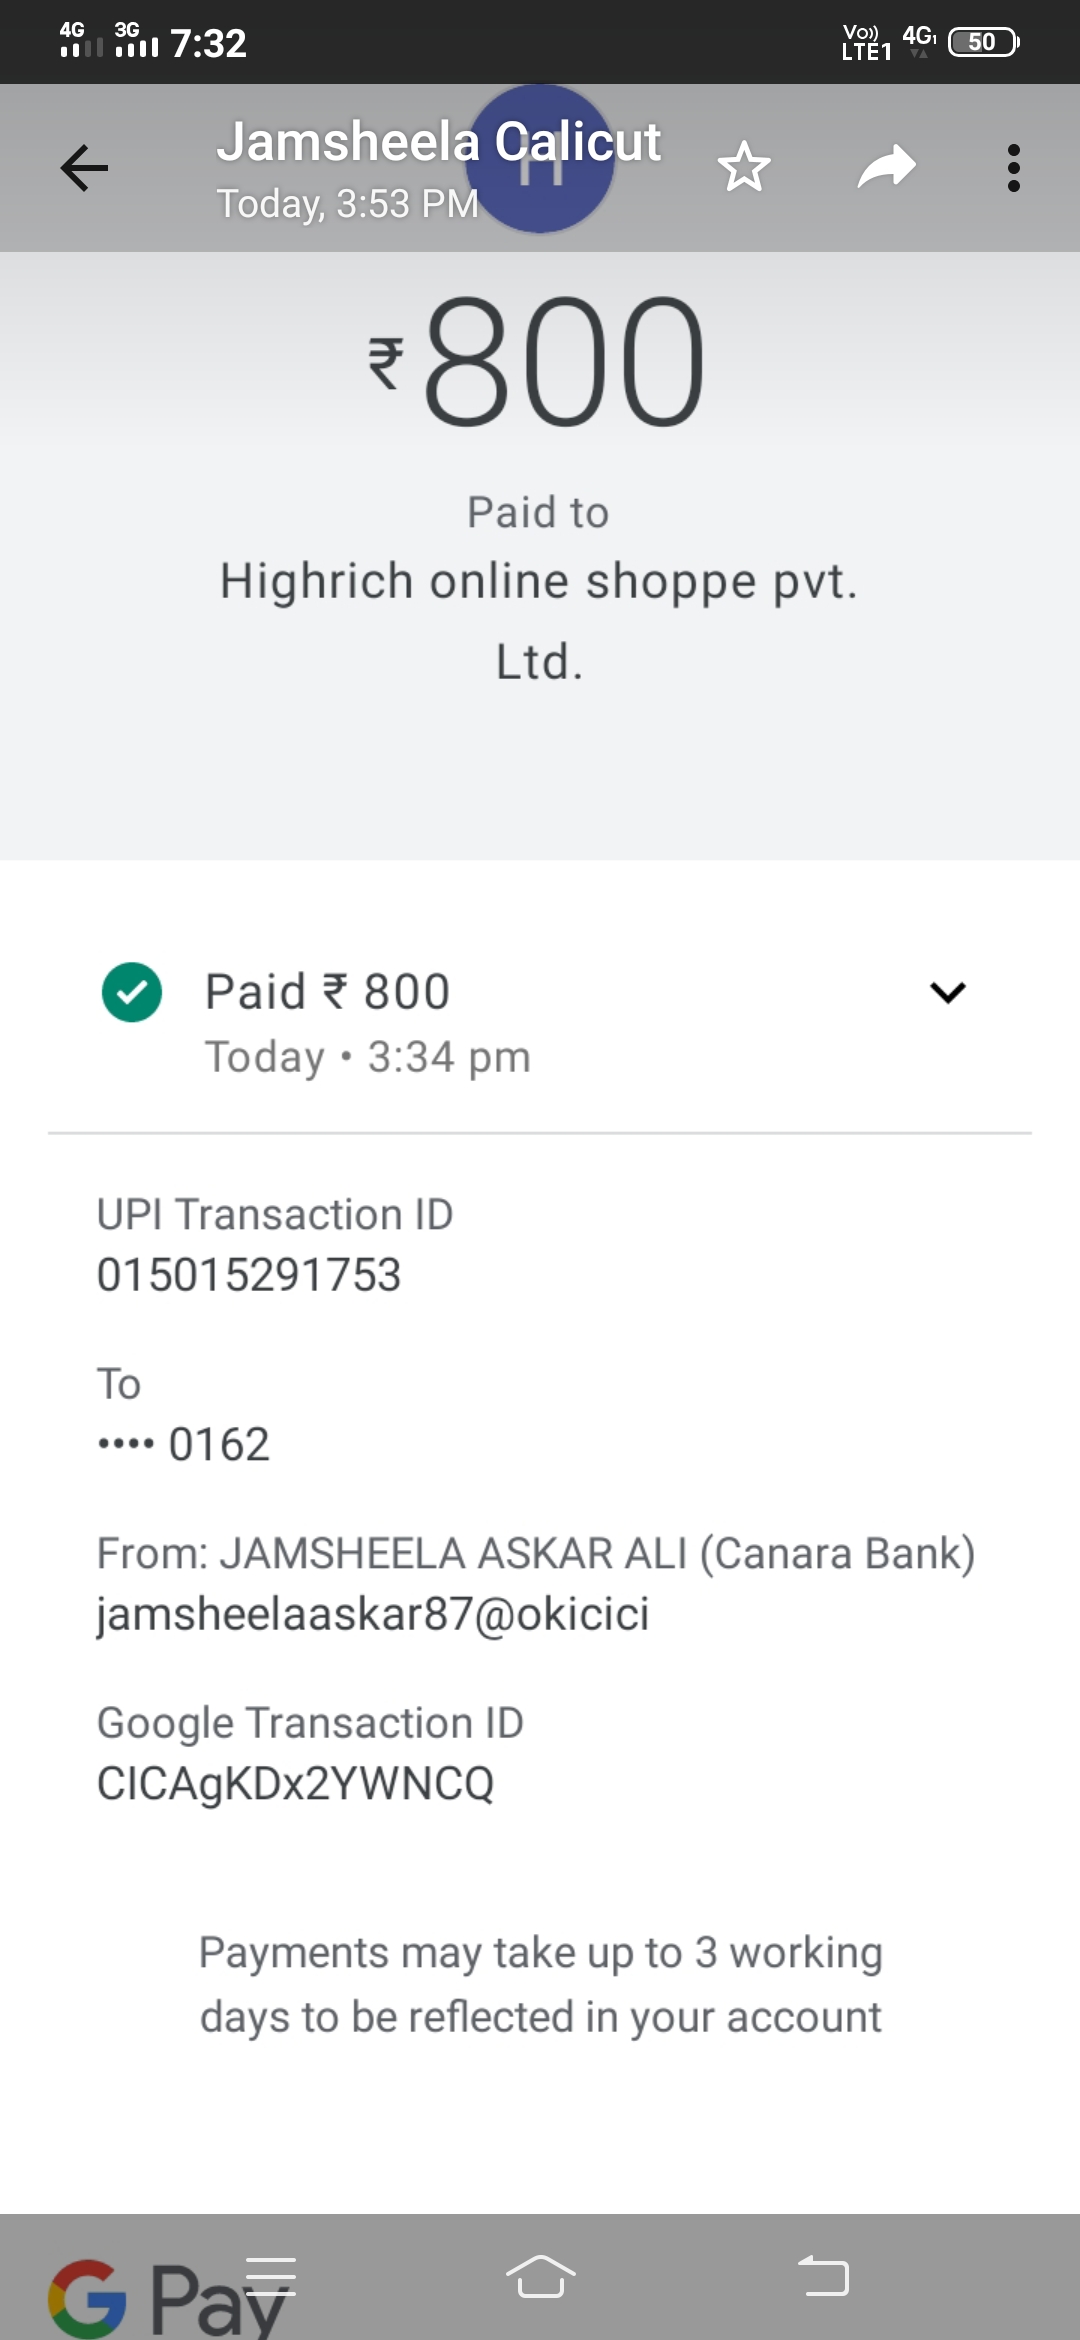 4G 3G 7:32 Vo)) LTE1 4G1 50
Jamsheela Calicut
Today, 3:53 PM
H
₹800
Paid to
Highrich online shoppe pvt.
Ltd.
Paid ₹ 800
Today • 3:34 pm
UPI Transaction ID
015015291753
To
•••• 0162
From: JAMSHEELA ASKAR ALI (Canara Bank)
jamsheelaaskar87@okicici
Google Transaction ID
CICAgKDx2YWNCQ
Payments may take up to 3 working
days to be reflected in your account
G Pay